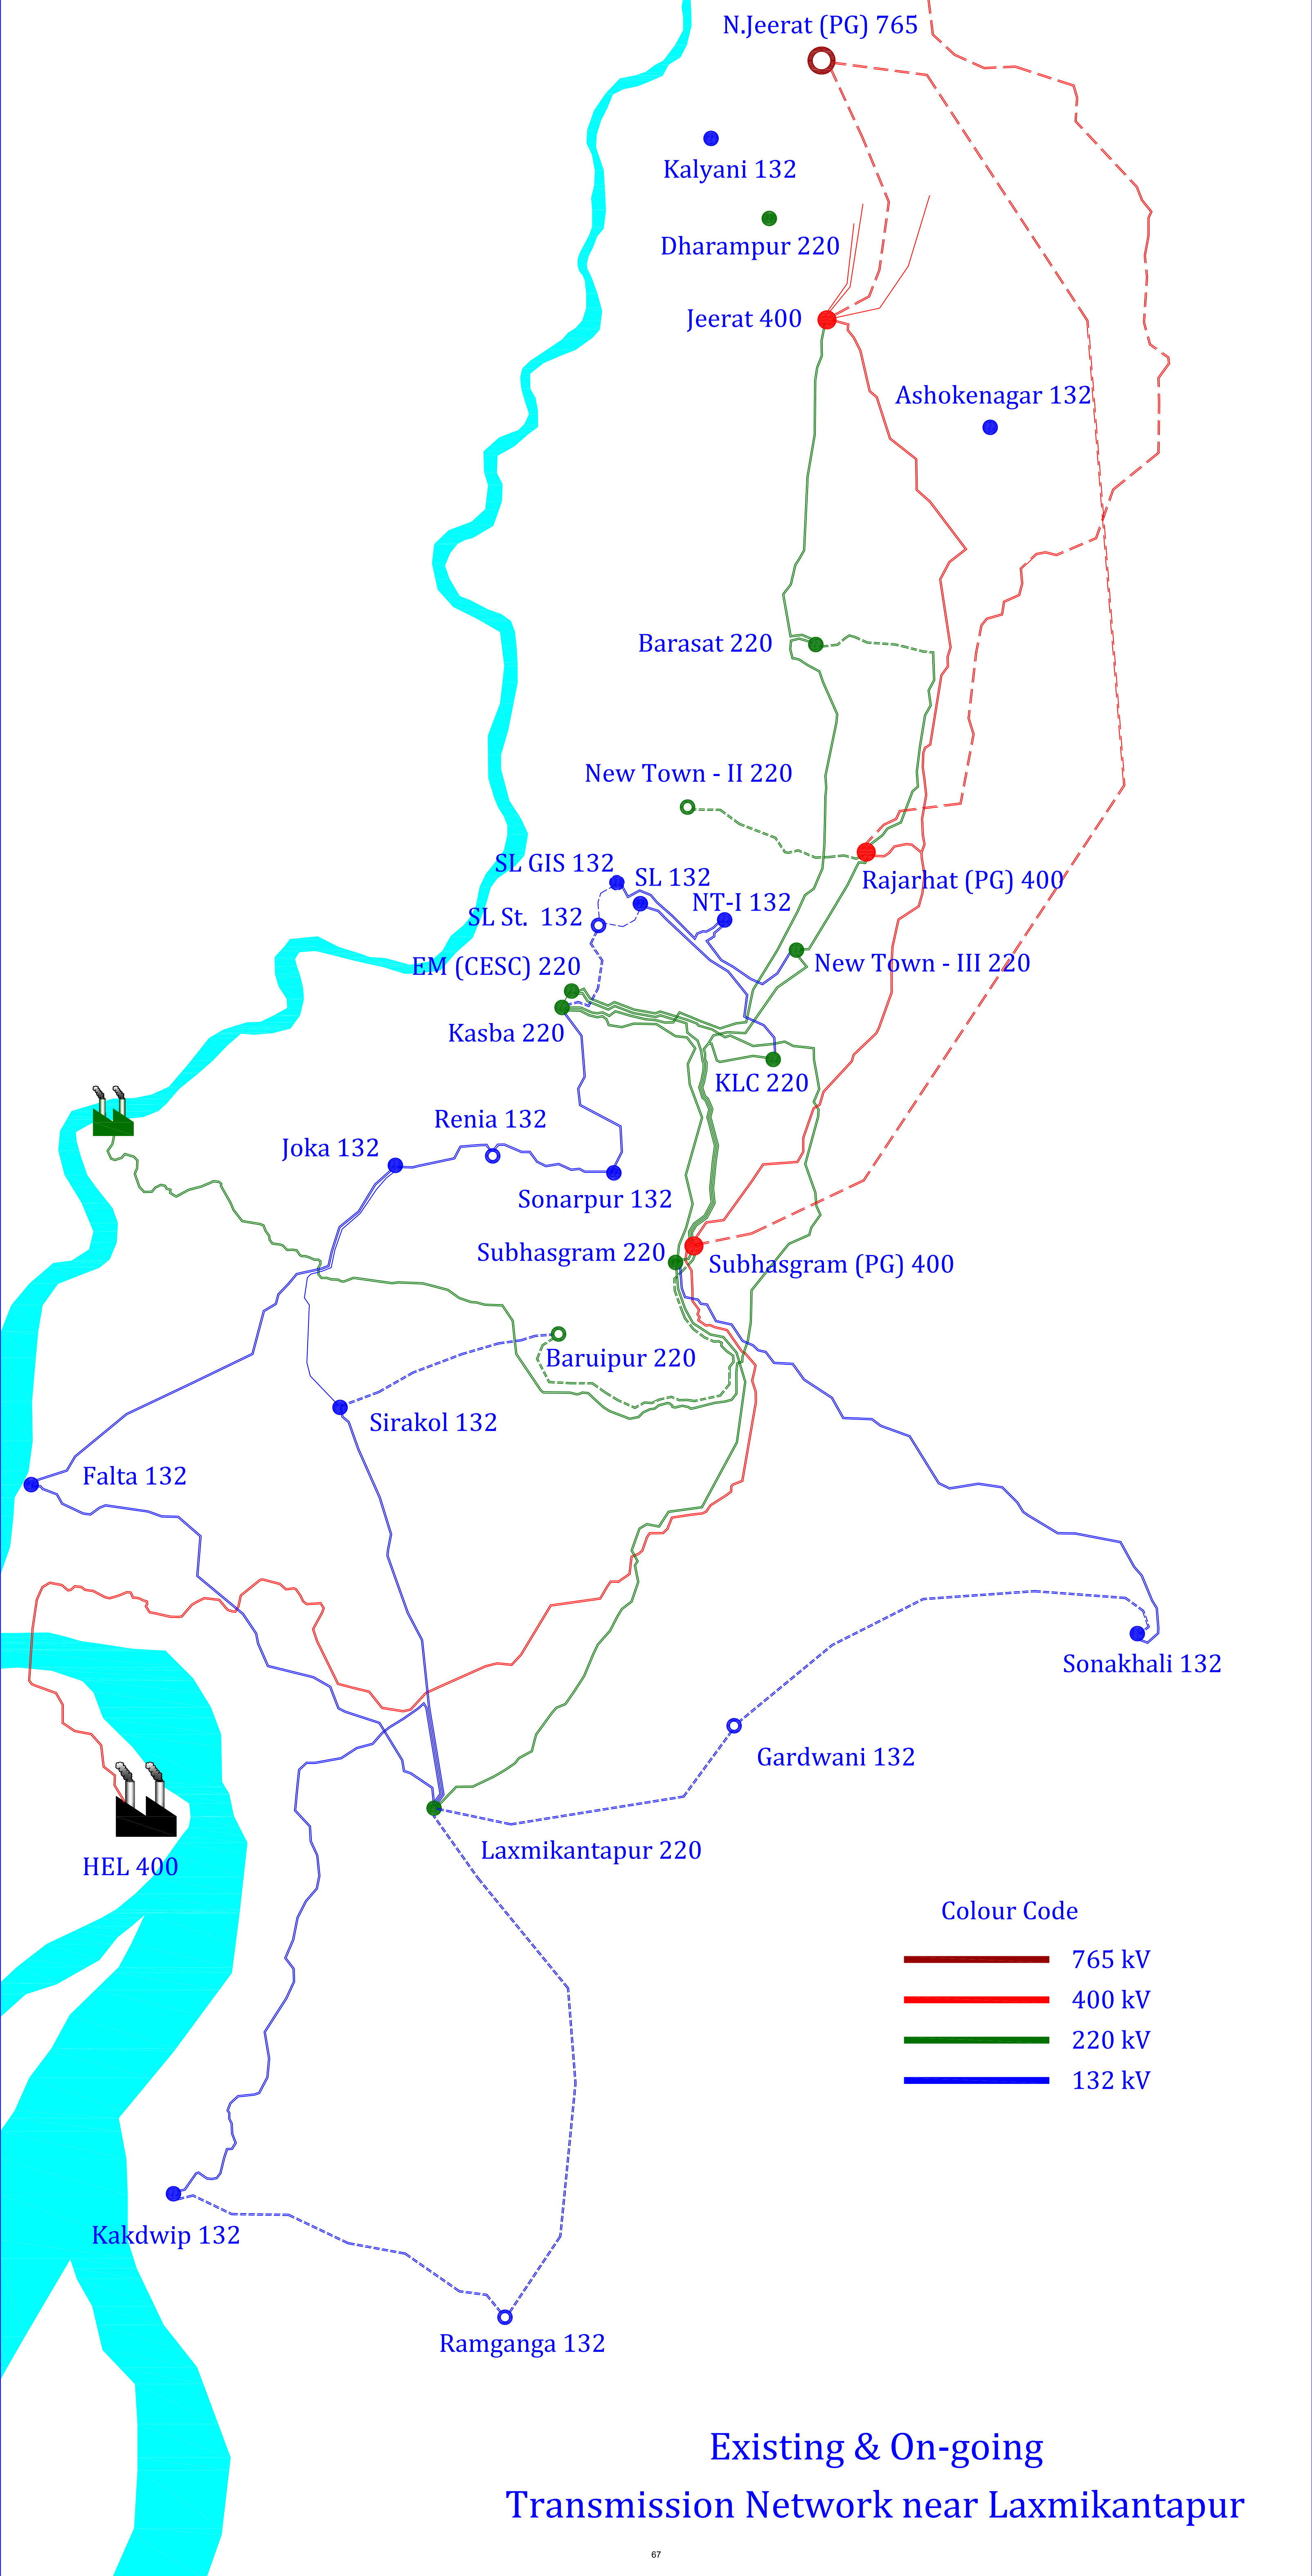 N.Jeerat (PG) 765
Kalyani 132
Dharampur 220
Jeerat 400
Ashokenagar 132
Barasat 220
New Town - II 220
SL GIS 132
SL 132
Rajarhat (PG) 400
NT-I 132
SL St. 132
New Town - III 220
EM (CESC) 220
Kasba 220
KLC 220
Renia 132
Joka 132
Sonarpur 132
Subhasgram 220
Subhasgram (PG) 400
Baruipur 220
Sirakol 132
Falta 132
Sonakhali 132
Gardwani 132
Laxmikantapur 220
HEL 400
Colour Code
765 kV
400 kV
220 kV
132 kV
Kakdwip 132
Ramganga 132
Existing & On-going
Transmission Network near Laxmikantapur
67